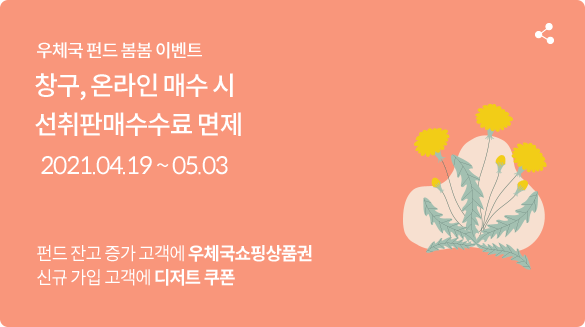 우체국 펀드 봄봄 이벤트
창구, 온라인 매수 시
선취판매수수료 면제
2021.04.19 ~ 05.03
펀드 잔고 증가 고객에 우체국쇼핑상품권
신규 가입 고객에 디저트 쿠폰